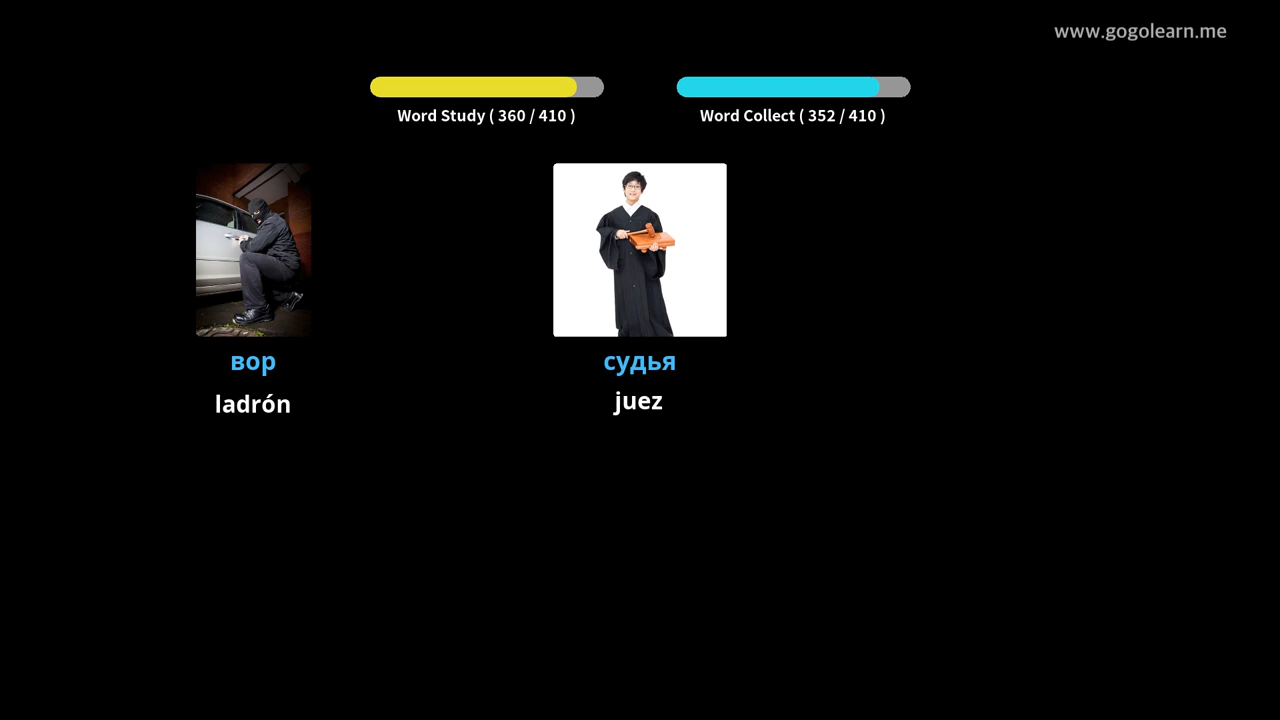 www.gogolearn.me
Word Study ( 360 / 410 )
Word Collect ( 352 / 410 )
вор
судья
ladrón
juez